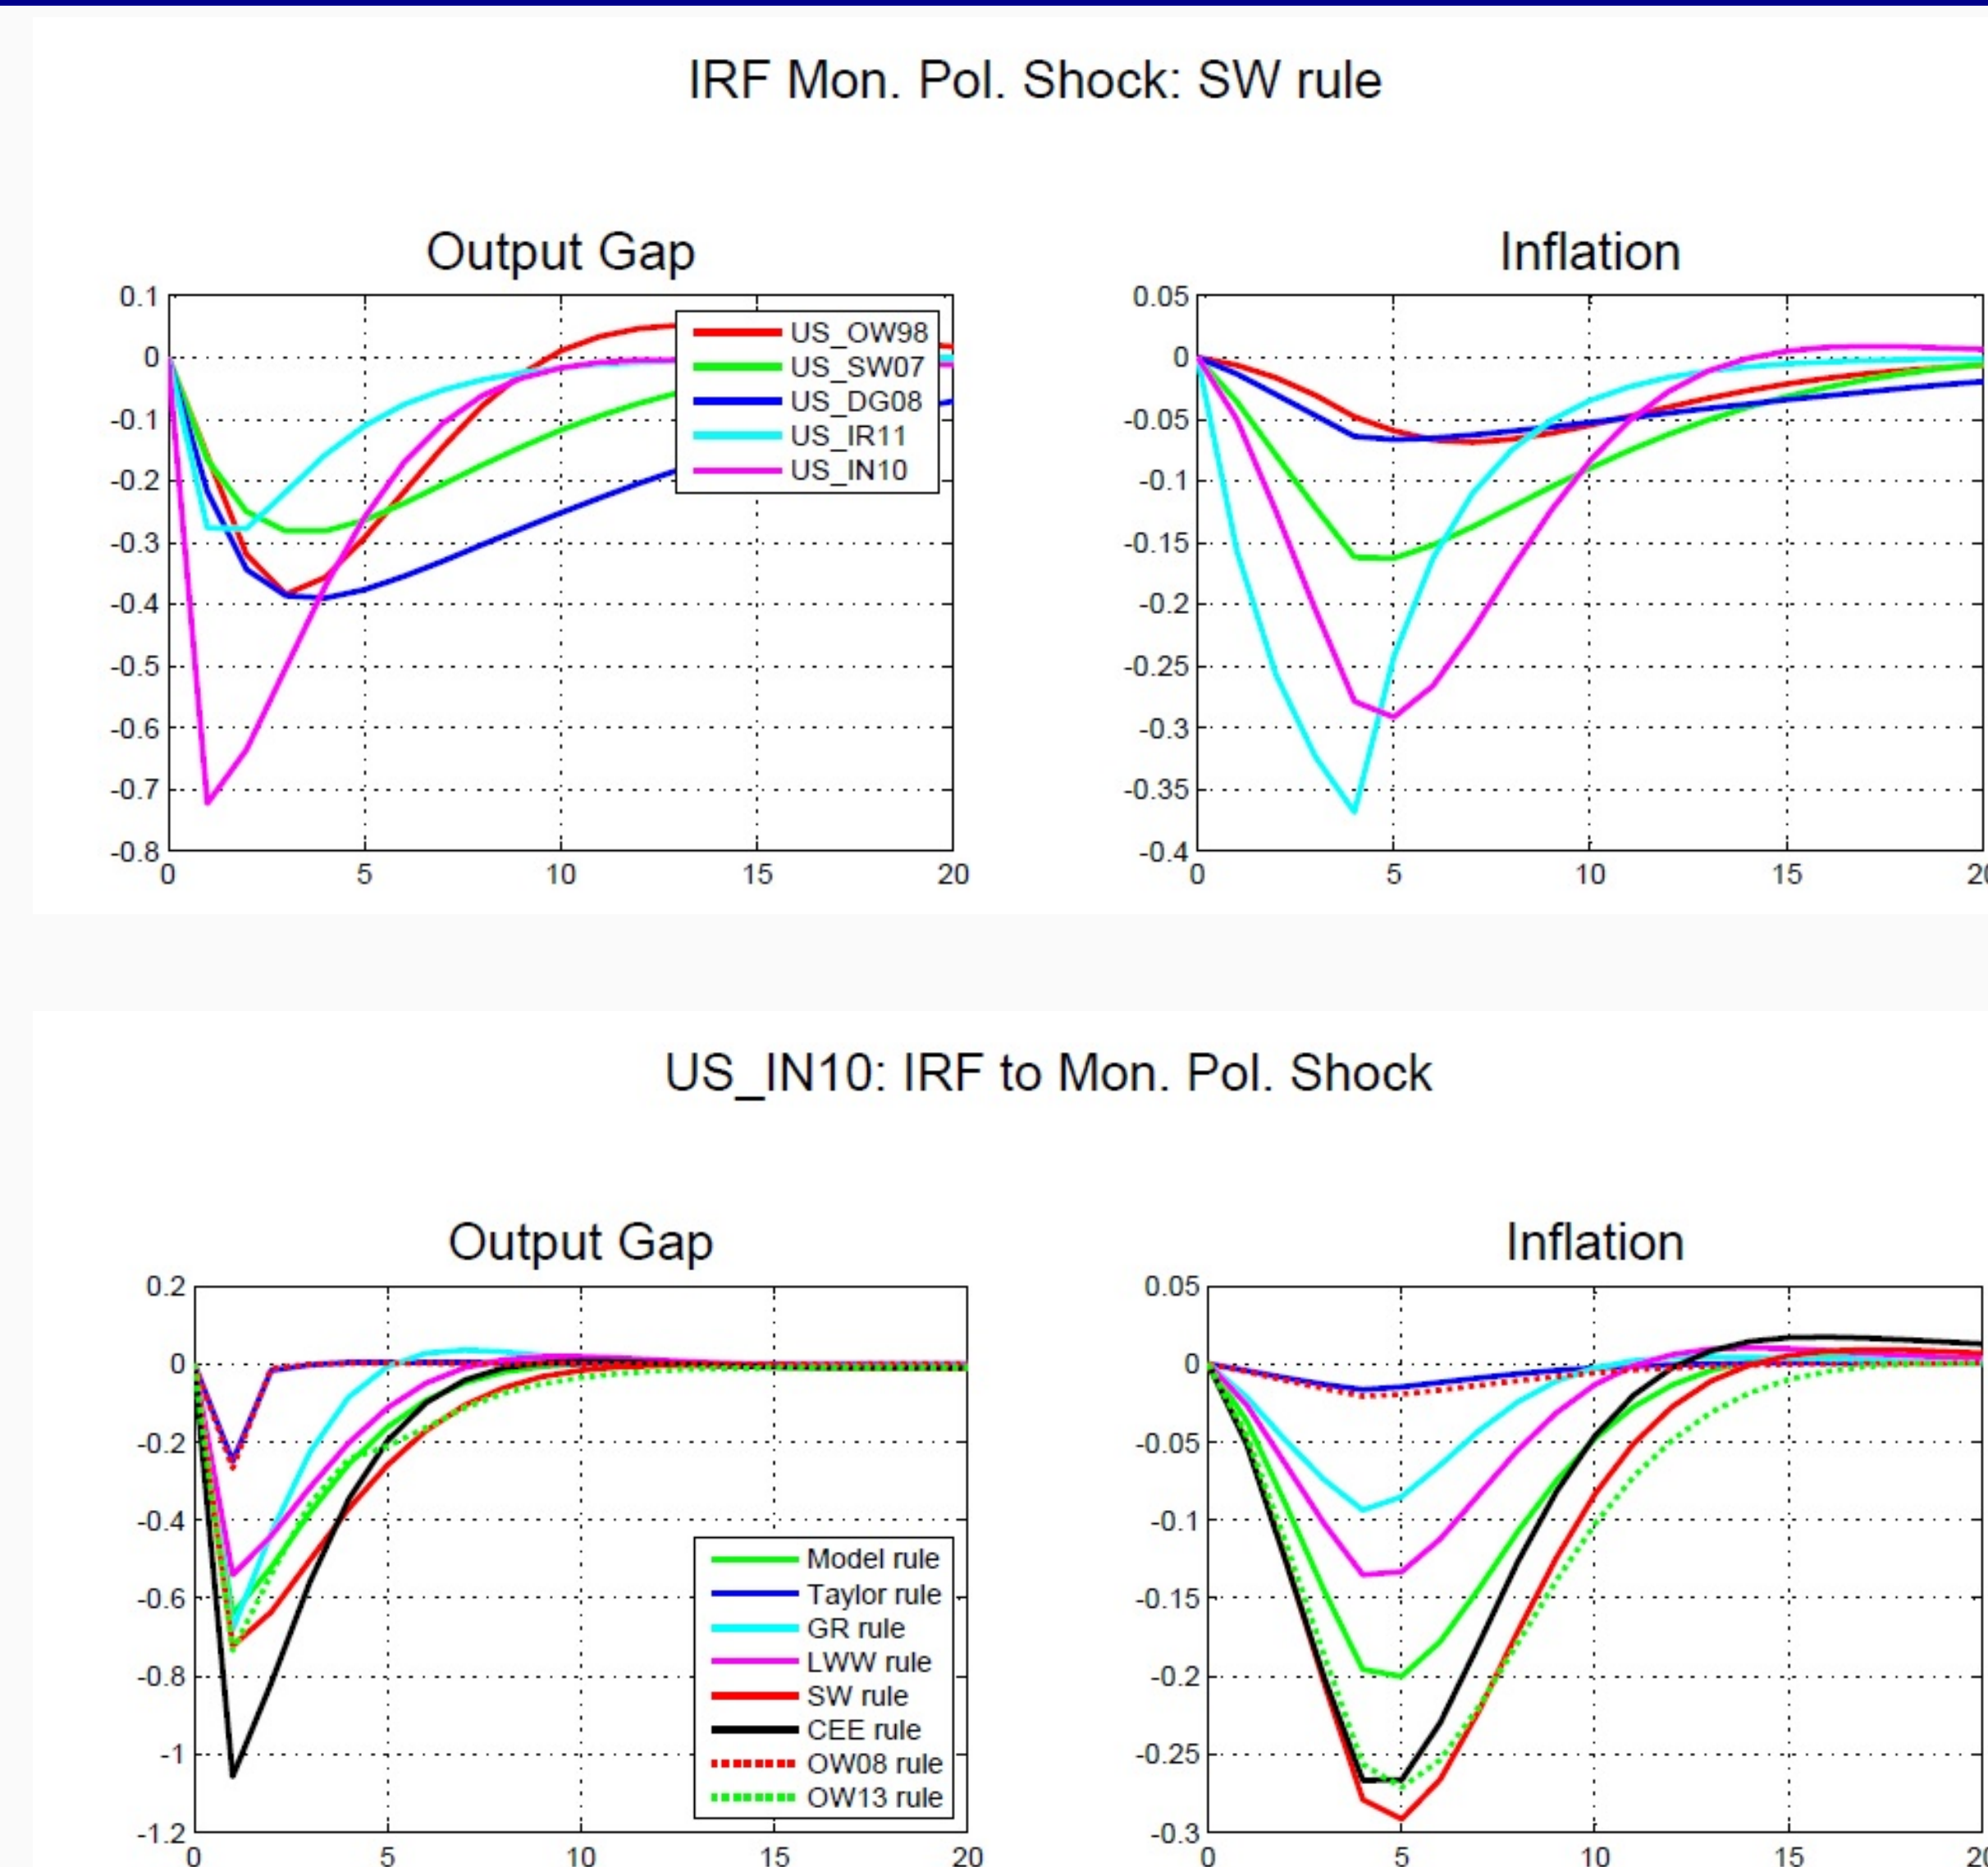 IRF Mon. Pol. Shock: SW rule
Output Gap
0.1
0
-0.1
-0.2
-0.3
-0.4
-0.5
-0.6
-0.7
-0.8
0 5 10 15 20
US_OW98
US_SW07
US_DG08
US_IR11
US_IN10
Inflation
0.05
0
-0.05
-0.1
-0.15
-0.2
-0.25
-0.3
-0.35
-0.4
0 5 10 15
US_IN10: IRF to Mon. Pol. Shock
Output Gap
0.2
0
-0.2
-0.4
-0.6
-0.8
-1
-1.2
0 5 10 15 20
Model rule
Taylor rule
GR rule
LWW rule
SW rule
CEE rule
OW08 rule
OW13 rule
Inflation
0.05
0
-0.05
-0.1
-0.15
-0.2
-0.25
-0.3
0 5 10 15